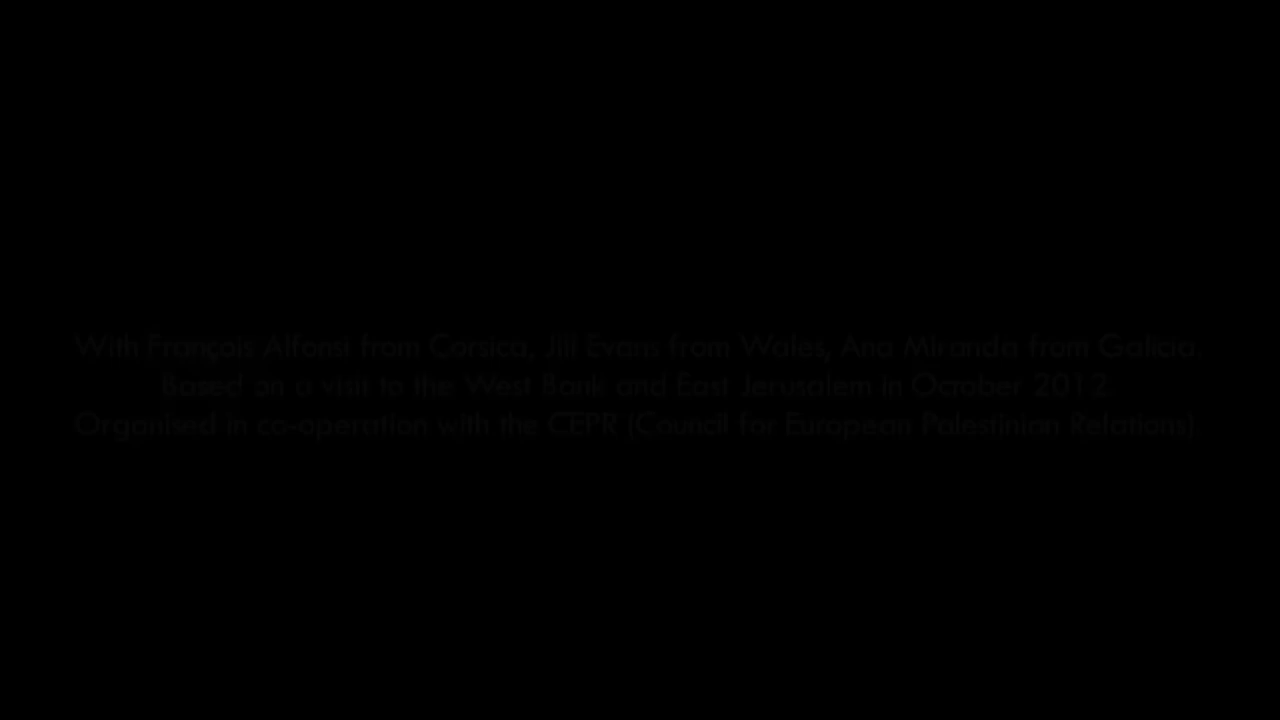 With François Alfonsi from Corsica, Jill Evans from Wales, Ana Miranda from Galicia.
Based on a visit to the West Bank and East Jerusalem in October 2012
Organised in co-operation with the CEPR (Council for European Palestinian Relations)